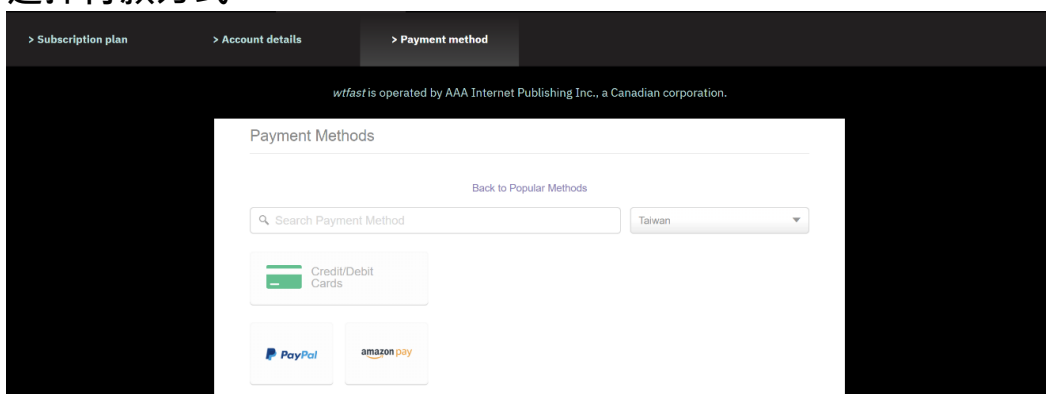 > Subscription plan
> Account details
> Payment method
wtfast is operated by AAA Internet Publishing Inc., a Canadian corporation.
Payment Methods
Back to Popular Methods
Search Payment Method
Taiwan
Credit/Debit
Cards
PayPal
amazon pay